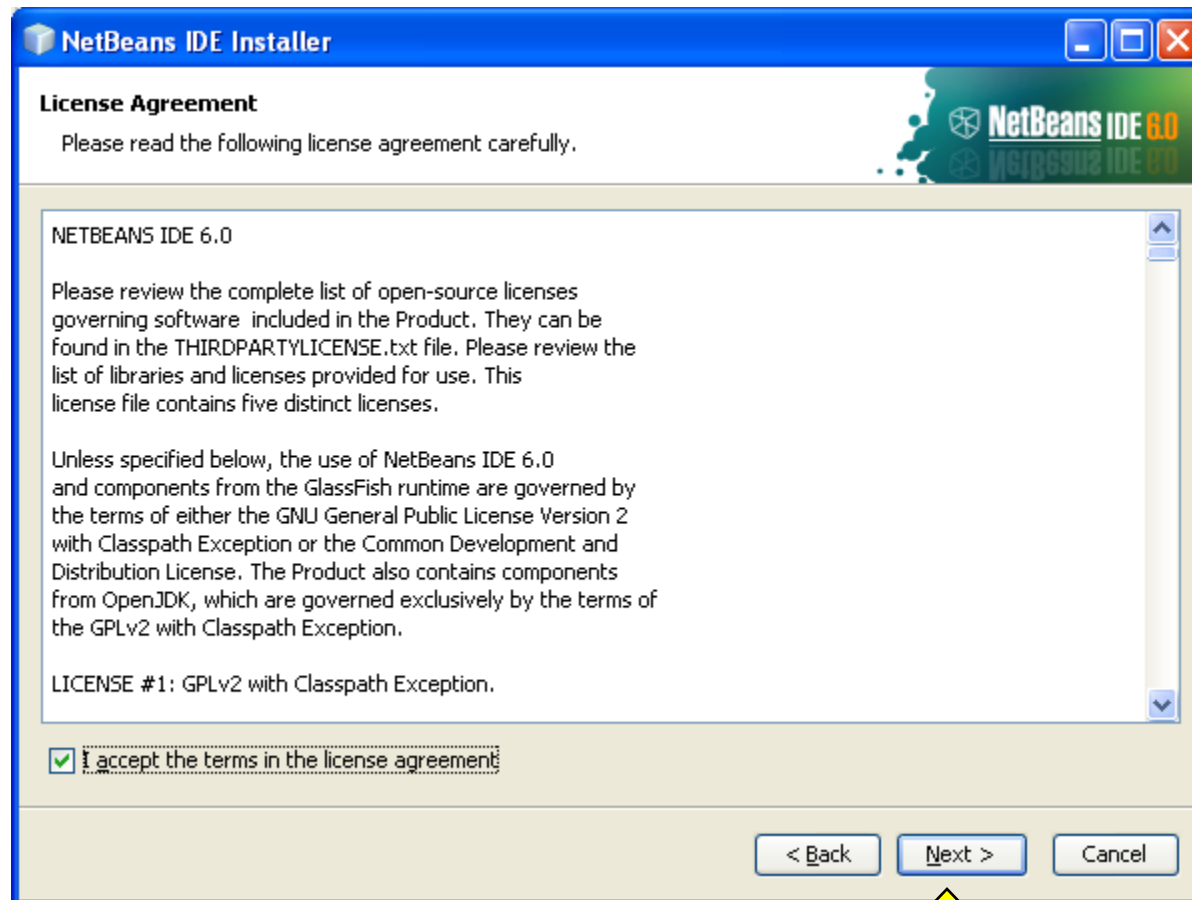 NetBeans IDE Installer
License Agreement
Please read the following license agreement carefully.
NetBeans IDE 6.0
NETBEANS IDE 6.0
Please review the complete list of open-source licenses
governing software  included in the Product. They can be
found in the THIRDPARTYLICENSE.txt file. Please review the
list of libraries and licenses provided for use. This
license file contains five distinct licenses.
Unless specified below, the use of NetBeans IDE 6.0
and components from the GlassFish runtime are governed by
the terms of either the GNU General Public License Version 2
with Classpath Exception or the Common Development and
Distribution License. The Product also contains components
from OpenJDK, which are governed exclusively by the terms of
the GPLv2 with Classpath Exception.
LICENSE #1: GPLv2 with Classpath Exception.
I accept the terms in the license agreement
< Back Next > Cancel